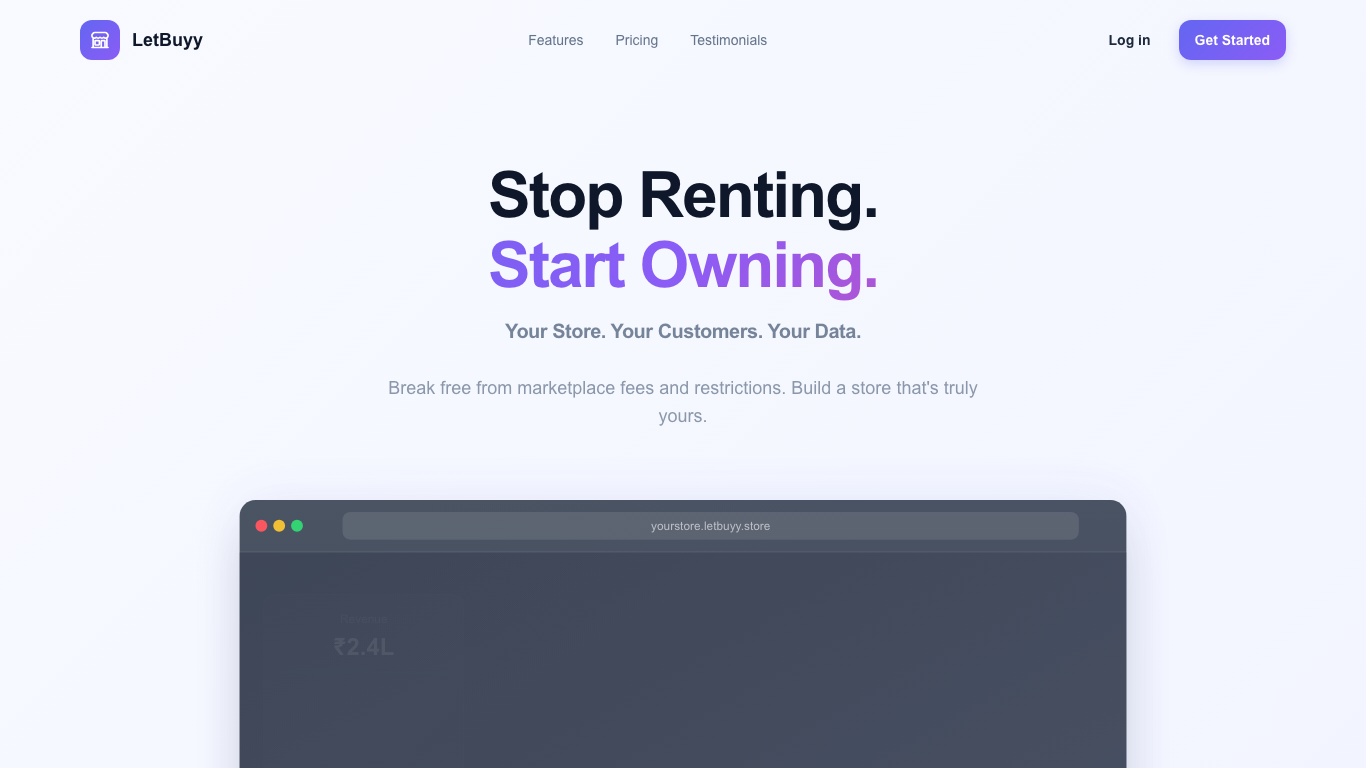 LetBuyy
Features
Pricing
Testimonials
Log in
Get Started
Stop Renting.
Start Owning.
Your Store. Your Customers. Your Data.
Break free from marketplace fees and restrictions. Build a store that's truly
yours.
yourstore.letbuyy.store
₹2.4L